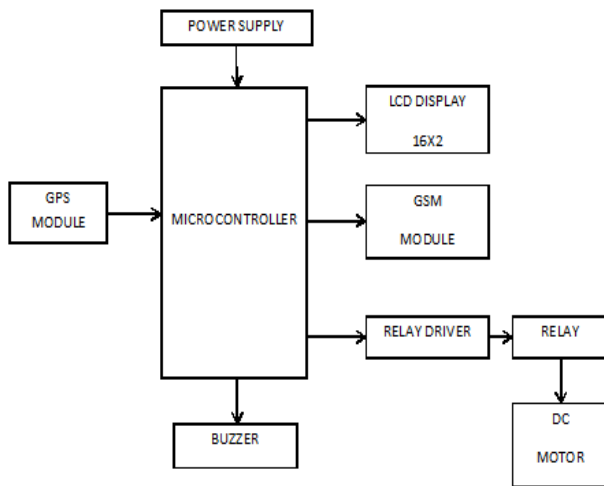 POWER SUPPLY
LCD DISPLAY
16X2
GPS
MODULE
MICROCONTROLLER
GSM
MODULE
RELAY DRIVER
RELAY
BUZZER
DC
MOTOR